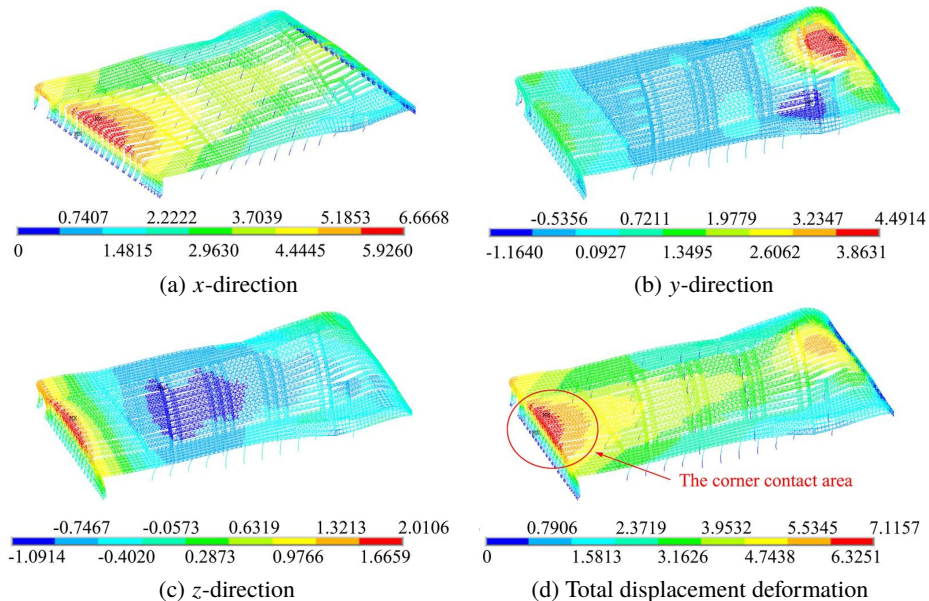 0.7407 2.2222 3.7039 5.1853 6.6668
0 1.4815 2.9630 4.4445 5.9260
(a) x-direction
-0.5356 0.7211 1.9779 3.2347 4.4914
-1.1640 0.0927 1.3495 2.6062 3.8631
(b) y-direction
-0.7467 -0.0573 0.6319 1.3213 2.0106
-1.0914 -0.4020 0.2873 0.9766 1.6659
(c) z-direction
The corner contact area
0.7906 2.3719 3.9532 5.5345 7.1157
0 1.5813 3.1626 4.7438 6.3251
(d) Total displacement deformation